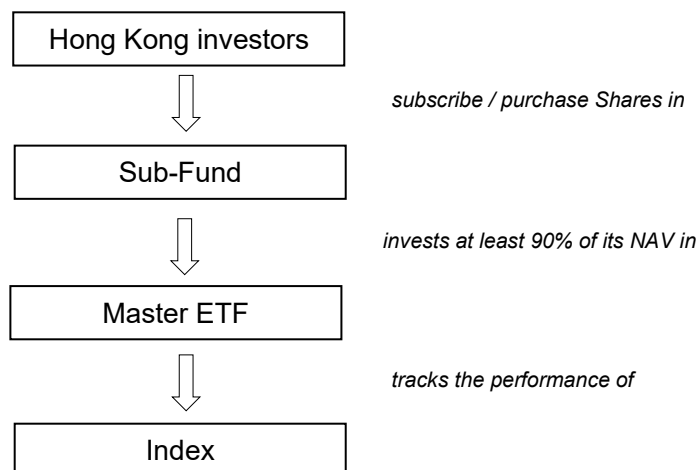 Hong Kong investors
subscribe / purchase Shares in
Sub-Fund
invests at least 90% of its NAV in
Master ETF
tracks the performance of
Index